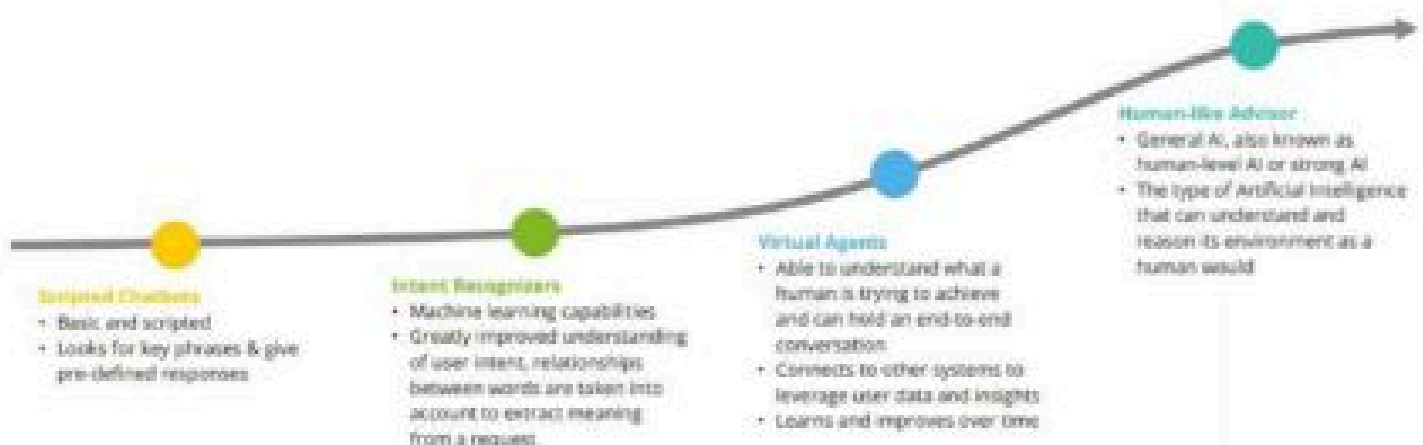 Scripted Chatbots
• Basic and scripted
• Looks for key phrases & give
pre-defined responses
Intent Recognizers
• Machine learning capabilities
• Greatly improved understanding
of user intent, relationships
between words are taken into
account to extract meaning
from a request
Virtual Agents
• Able to understand what a
human is trying to achieve
and can hold an end-to-end
conversation
• Connects to other systems to
leverage user data and insights
• Learns and improves over time
Human-like Advisor
• General AI, also known as
human-level AI or strong AI
• The type of Artificial Intelligence
that can understand and
reason its environment as a
human would